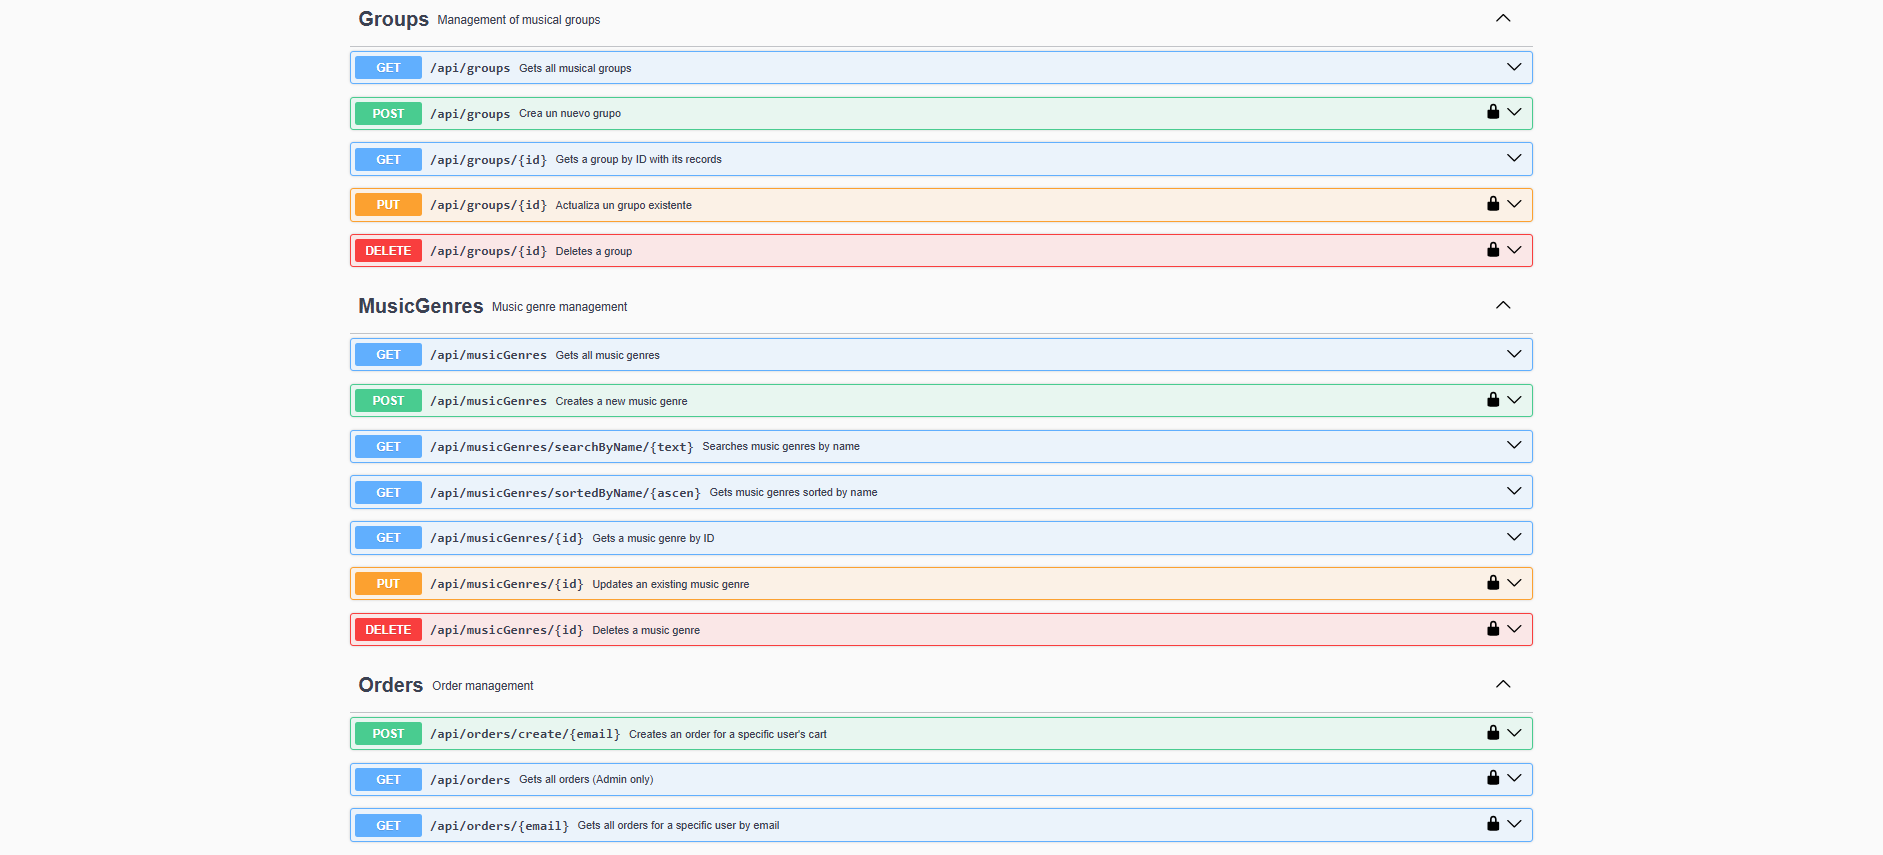 Groups Management of musical groups
GET /api/groups Gets all musical groups
POST /api/groups Crea un nuevo grupo
GET /api/groups/{id} Gets a group by ID with its records
PUT /api/groups/{id} Actualiza un grupo existente
DELETE /api/groups/{id} Deletes a group
MusicGenres Music genre management
GET /api/musicGenres Gets all music genres
POST /api/musicGenres Creates a new music genre
GET /api/musicGenres/searchByName/{text} Searches music genres by name
GET /api/musicGenres/sortedByName/{ascen} Gets music genres sorted by name
GET /api/musicGenres/{id} Gets a music genre by ID
PUT /api/musicGenres/{id} Updates an existing music genre
DELETE /api/musicGenres/{id} Deletes a music genre
Orders Order management
POST /api/orders/create/{email} Creates an order for a specific user's cart
GET /api/orders Gets all orders (Admin only)
GET /api/orders/{email} Gets all orders for a specific user by email